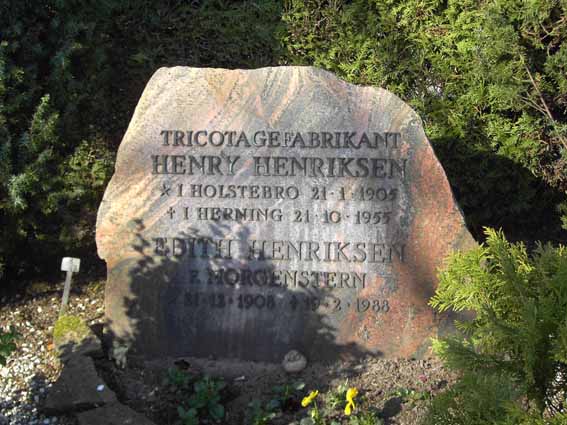 TRICOTAGEFABRIKANT
HENRY HENRIKSEN
× I HOLSTEBRO 21 · 1 · 1905
+ I HERNING 21 · 10 · 1955
EDITH HENRIKSEN
F. MORGENSTERN
31 · 12 · 1908 + 19 · 2 · 1988